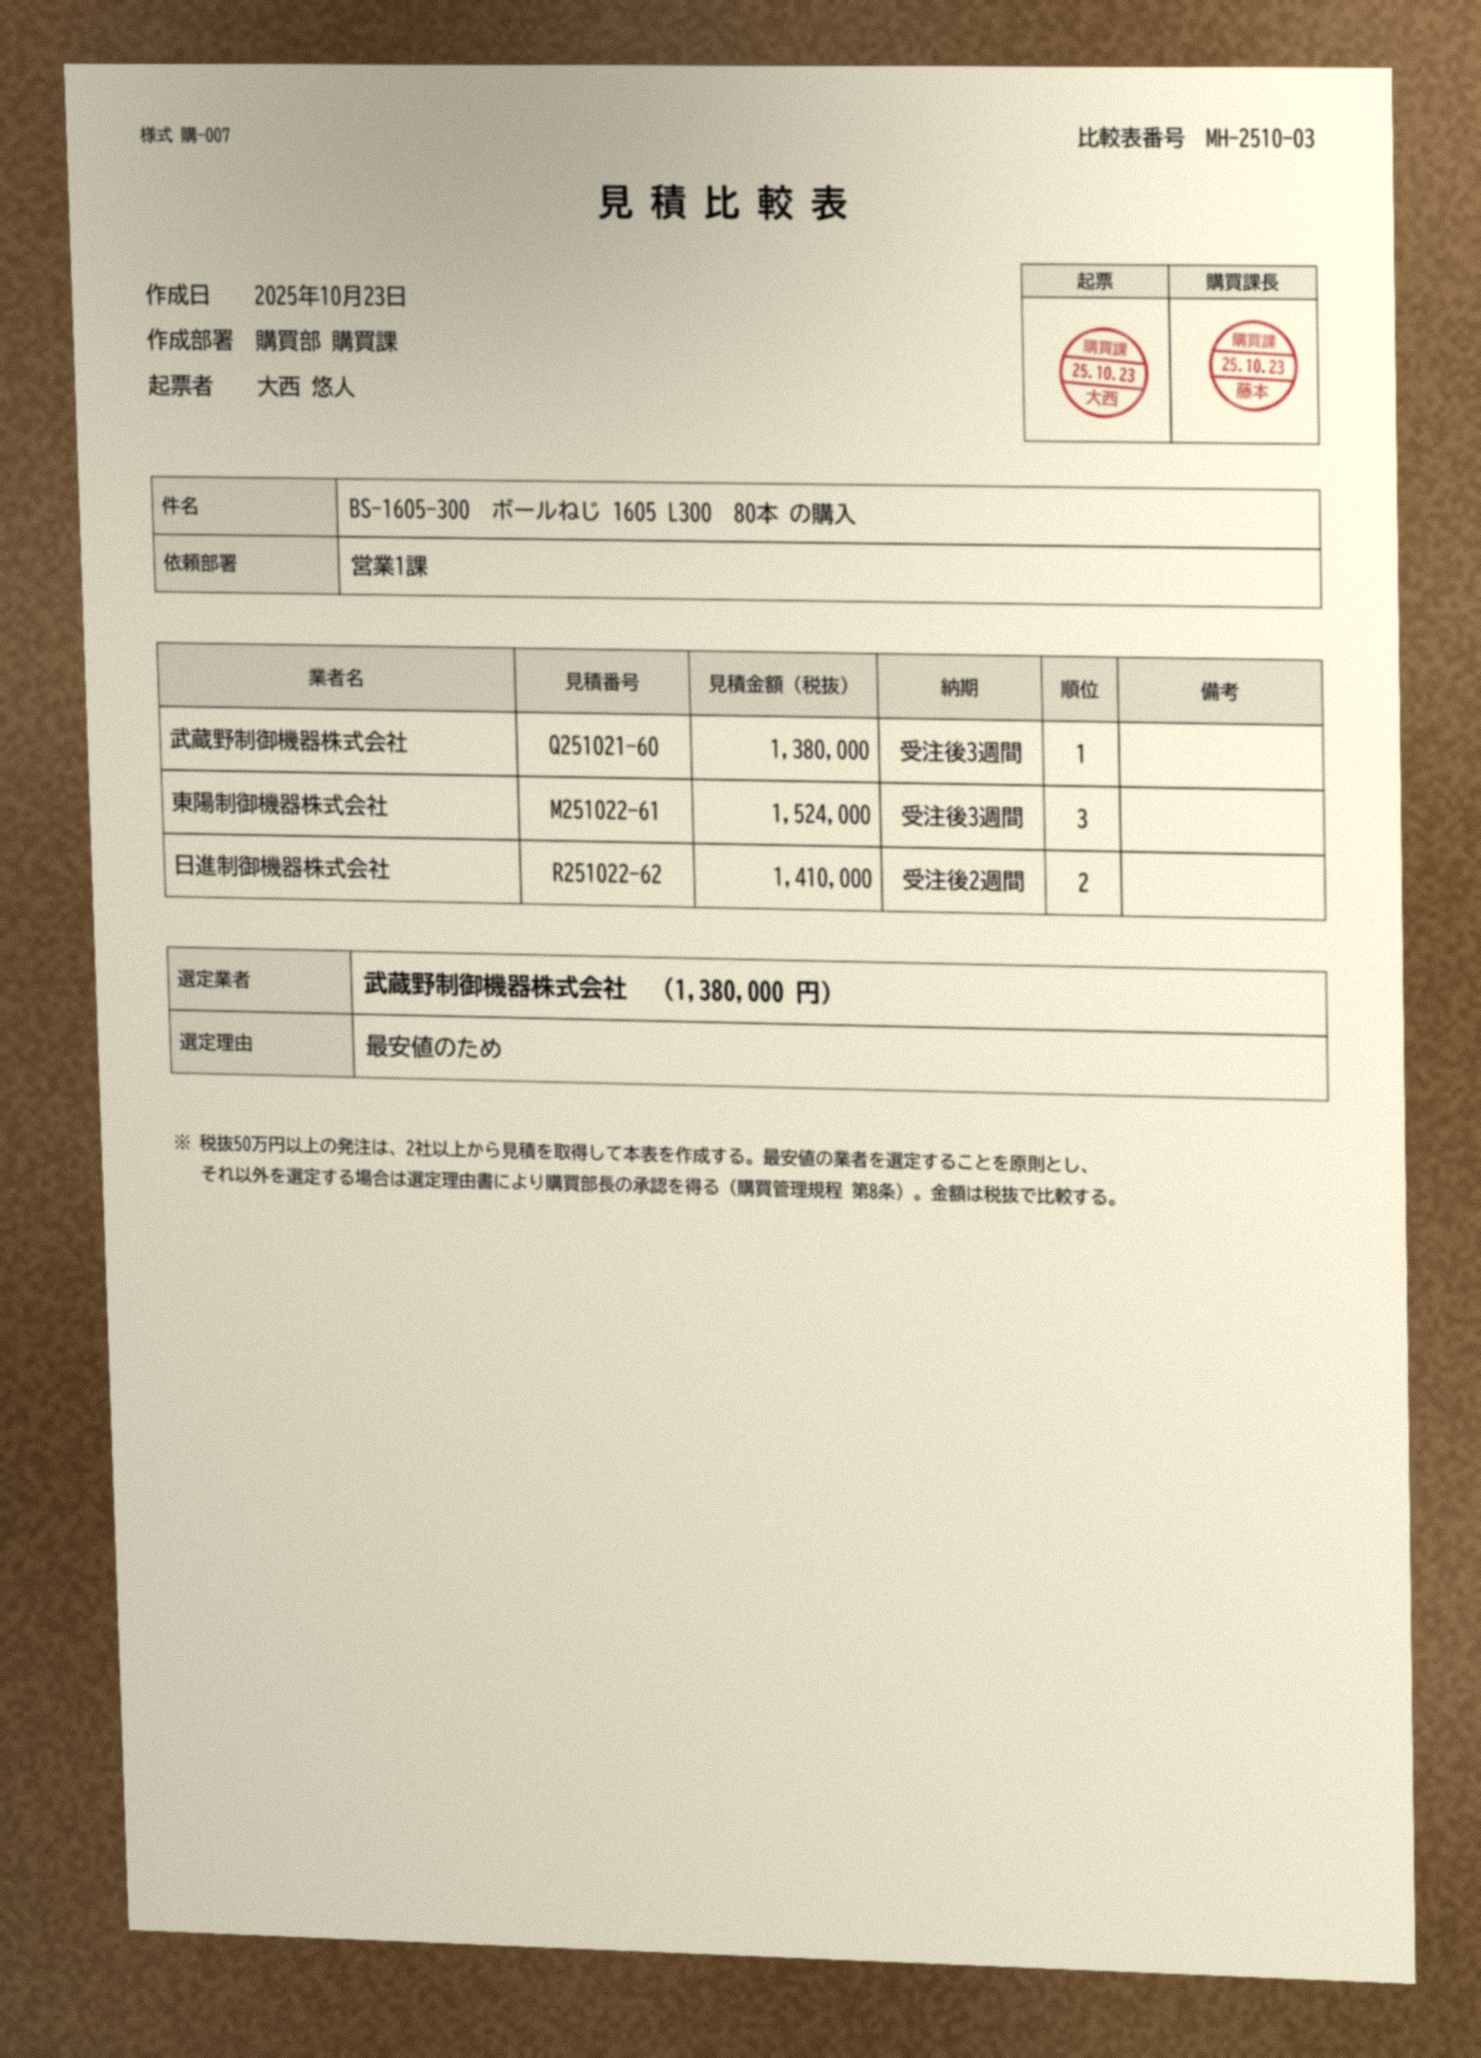 様式 購-007
比較表番号 MH-2510-03
見積比較表
作成日 2025年10月23日
作成部署 購買部 購買課
起票者 大西 悠人
起票 購買課長
購買課 25.10.23 大西
購買課 25.10.23 藤本
件名 BS-1605-300 ボールねじ 1605 L300 80本 の購入
依頼部署 営業1課
業者名 見積番号 見積金額（税抜） 納期 順位 備考
武蔵野制御機器株式会社 Q251021-60 1,380,000 受注後3週間 1
東陽制御機器株式会社 M251022-61 1,524,000 受注後3週間 3
日進制御機器株式会社 R251022-62 1,410,000 受注後2週間 2
選定業者 武蔵野制御機器株式会社 （1,380,000 円）
選定理由 最安値のため
※ 税抜50万円以上の発注は、2社以上から見積を取得して本表を作成する。最安値の業者を選定することを原則とし、
それ以外を選定する場合は選定理由書により購買部長の承認を得る（購買管理規程 第8条）。金額は税抜で比較する。